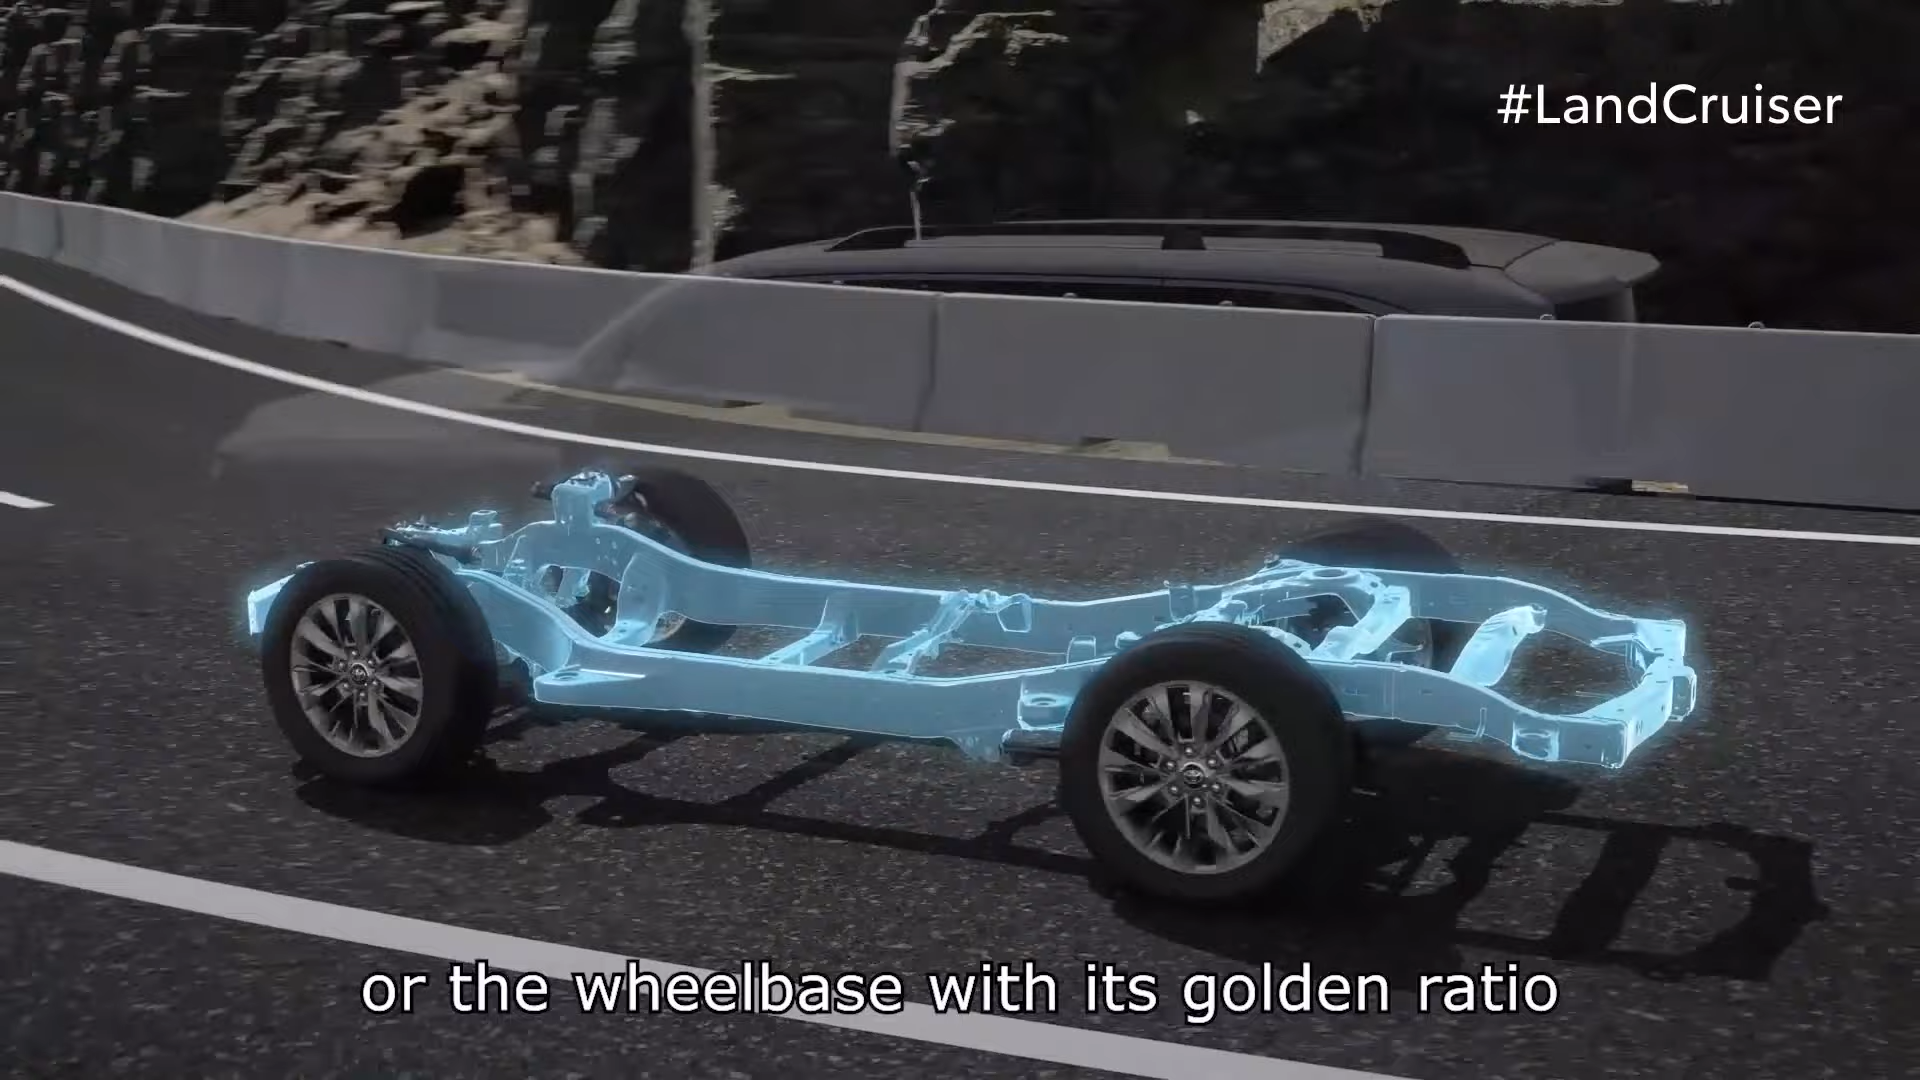 #LandCruiser
or the wheelbase with its golden ratio